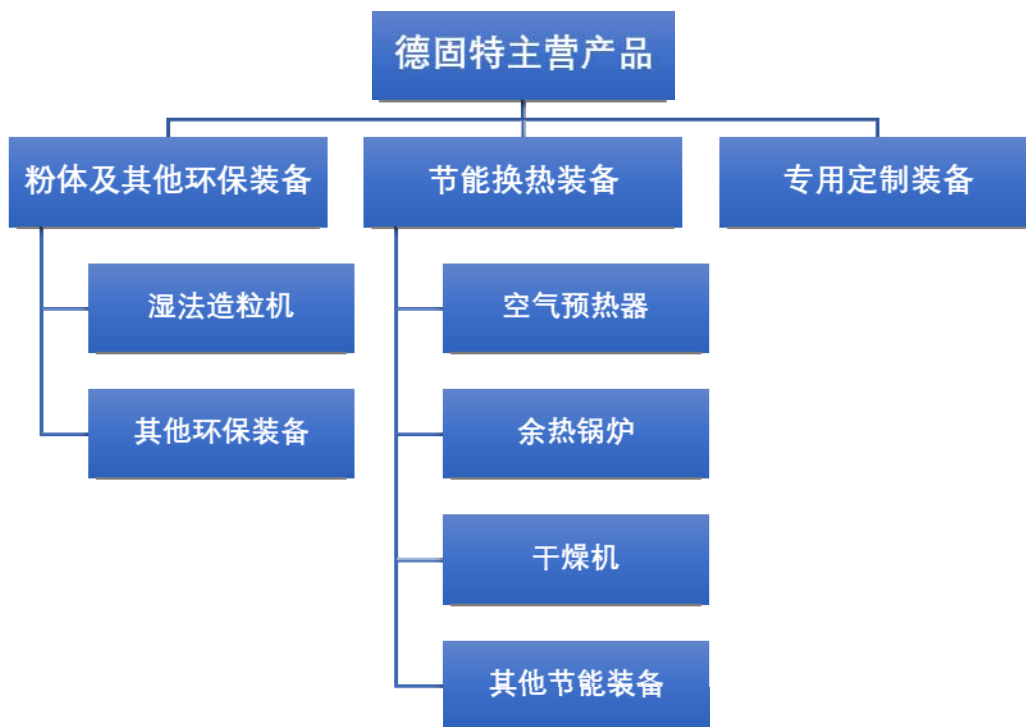 德固特主营产品
粉体及其他环保装备
节能换热装备
专用定制装备
湿法造粒机
空气预热器
其他环保装备
余热锅炉
干燥机
其他节能装备